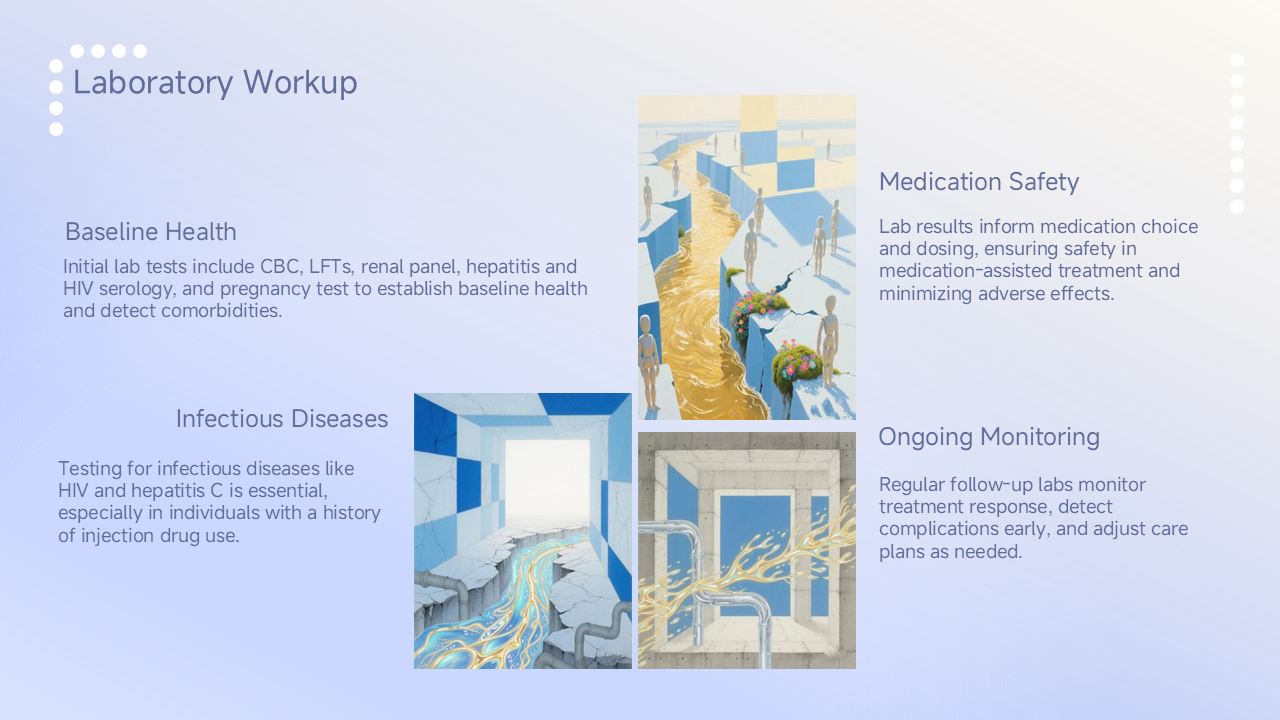 Laboratory Workup
Baseline Health
Initial lab tests include CBC, LFTs, renal panel, hepatitis and
HIV serology, and pregnancy test to establish baseline health
and detect comorbidities.
Infectious Diseases
Testing for infectious diseases like
HIV and hepatitis C is essential,
especially in individuals with a history
of injection drug use.
Medication Safety
Lab results inform medication choice
and dosing, ensuring safety in
medication-assisted treatment and
minimizing adverse effects.
Ongoing Monitoring
Regular follow-up labs monitor
treatment response, detect
complications early, and adjust care
plans as needed.